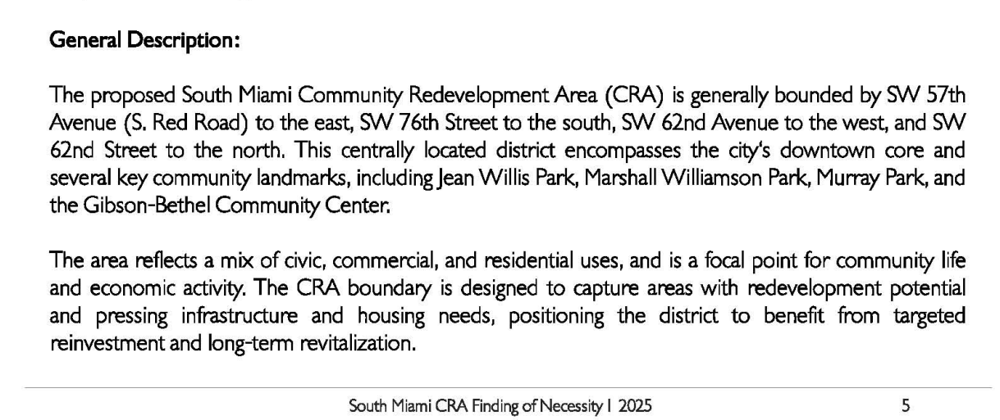 General Description:
The proposed South Miami Community Redevelopment Area (CRA) is generally bounded by SW 57th
Avenue (S. Red Road) to the east, SW 76th Street to the south, SW 62nd Avenue to the west, and SW
62nd Street to the north. This centrally located district encompasses the city's downtown core and
several key community landmarks, including Jean Willis Park, Marshall Williamson Park, Murray Park, and
the Gibson-Bethel Community Center.
The area reflects a mix of civic, commercial, and residential uses, and is a focal point for community life
and economic activity. The CRA boundary is designed to capture areas with redevelopment potential
and pressing infrastructure and housing needs, positioning the district to benefit from targeted
reinvestment and long-term revitalization.
South Miami CRA Finding of Necessity | 2025 5